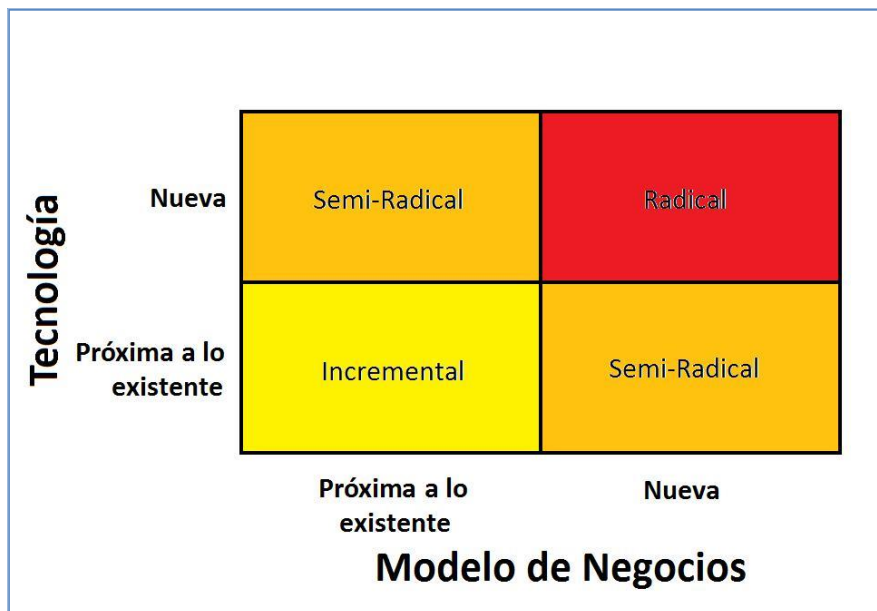 Tecnología
Nueva
Semi-Radical
Radical
Próxima a lo
existente
Incremental
Semi-Radical
Próxima a lo
existente
Nueva
Modelo de Negocios